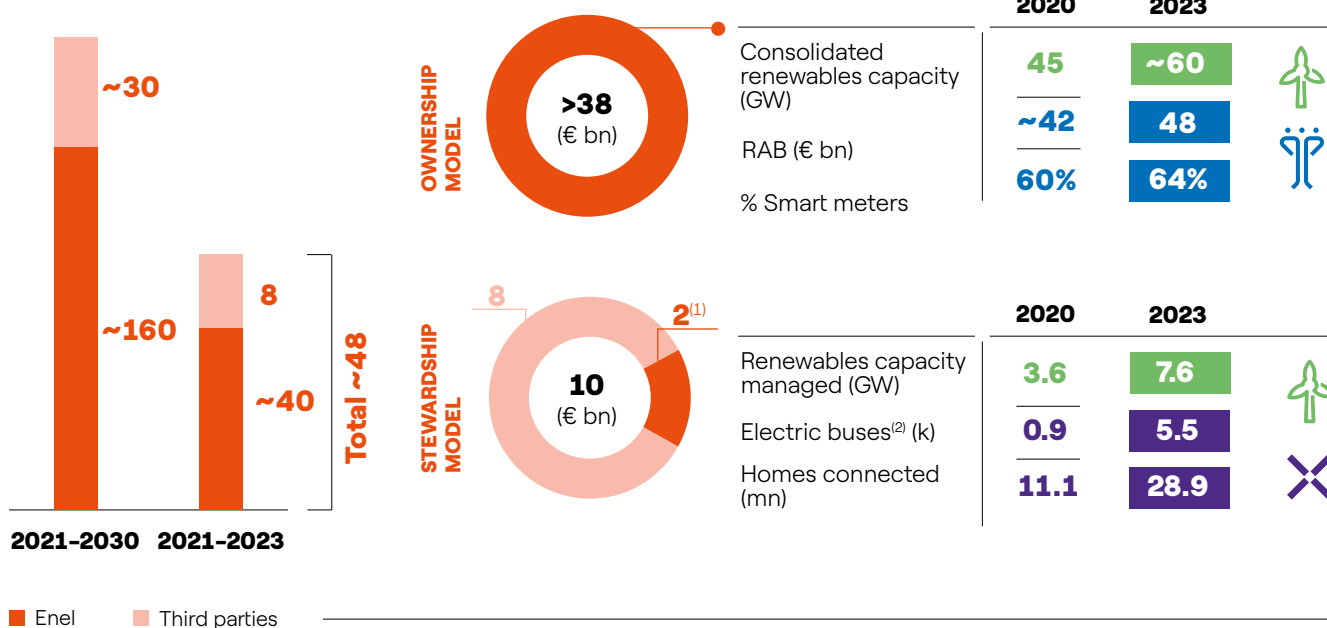 ~30
~160
8
~40
Total ~48
2021–2030
2021–2023
Enel
Third parties
OWNERSHIP
MODEL
>38
(€ bn)
2020
2023
Consolidated
renewables capacity
(GW)
45
~60
RAB (€ bn)
~42
48
% Smart meters
60%
64%
STEWARDSHIP
MODEL
8
2(1)
10
(€ bn)
2020
2023
Renewables capacity
managed (GW)
3.6
7.6
Electric buses(2) (k)
0.9
5.5
Homes connected
(mn)
11.1
28.9